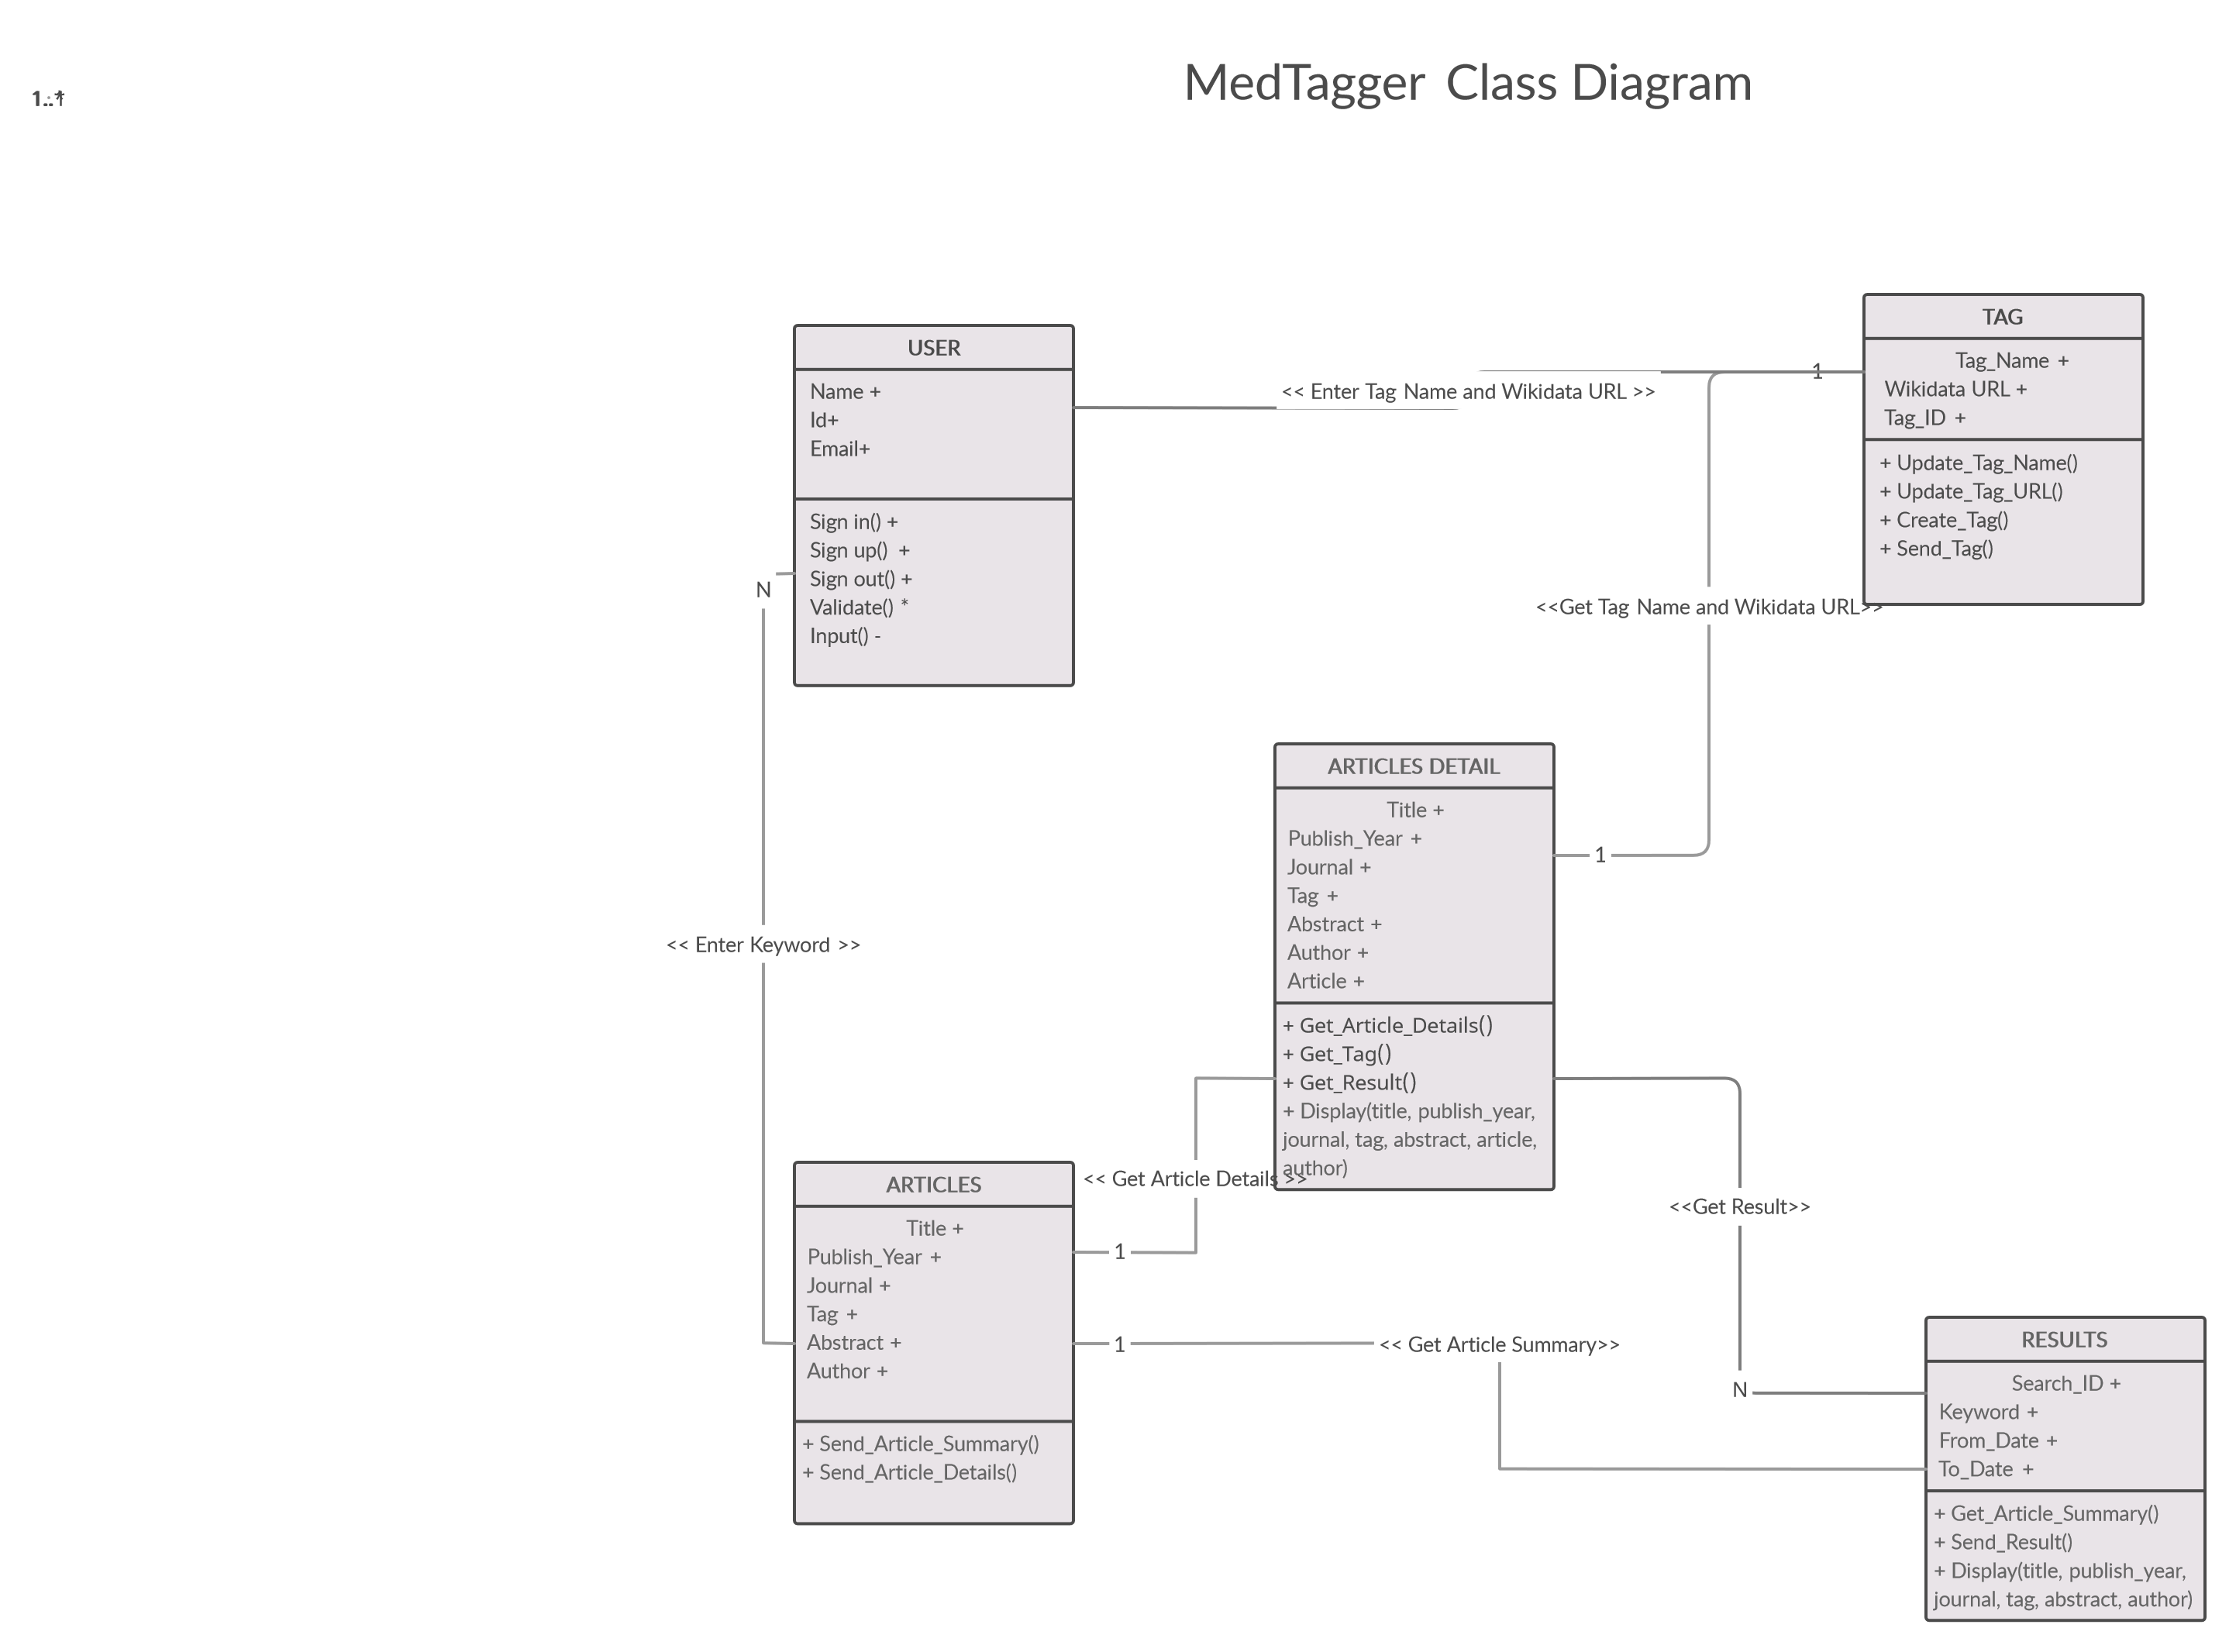 MedTagger Class Diagram
USER
Name +
Id+
Email+
Sign in() +
Sign up() +
Sign out() +
Validate() *
Input() -
<< Enter Tag Name and Wikidata URL >>
1
TAG
Tag_Name +
Wikidata URL +
Tag_ID +
+ Update_Tag_Name()
+ Update_Tag_URL()
+ Create_Tag()
+ Send_Tag()
N
<<Get Tag Name and Wikidata URL>>
ARTICLES DETAIL
Title +
Publish_Year +
Journal +
Tag +
Abstract +
Author +
Article +
+ Get_Article_Details()
+ Get_Tag()
+ Get_Result()
+ Display(title, publish_year,
journal, tag, abstract, article,
author)
1
<< Enter Keyword >>
<< Get Article Details >>
<<Get Result>>
ARTICLES
Title +
Publish_Year +
Journal +
Tag +
Abstract +
Author +
+ Send_Article_Summary()
+ Send_Article_Details()
1
1
<< Get Article Summary>>
N
RESULTS
Search_ID +
Keyword +
From_Date +
To_Date +
+ Get_Article_Summary()
+ Send_Result()
+ Display(title, publish_year,
journal, tag, abstract, author)